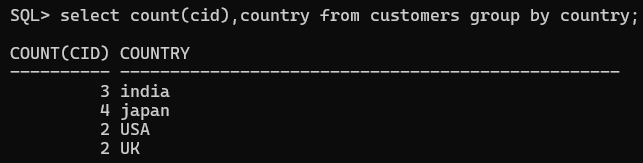 SQL> select count(cid),country from customers group by country;
COUNT(CID) COUNTRY
---------- --------------------------------------------------
3 india
4 japan
2 USA
2 UK